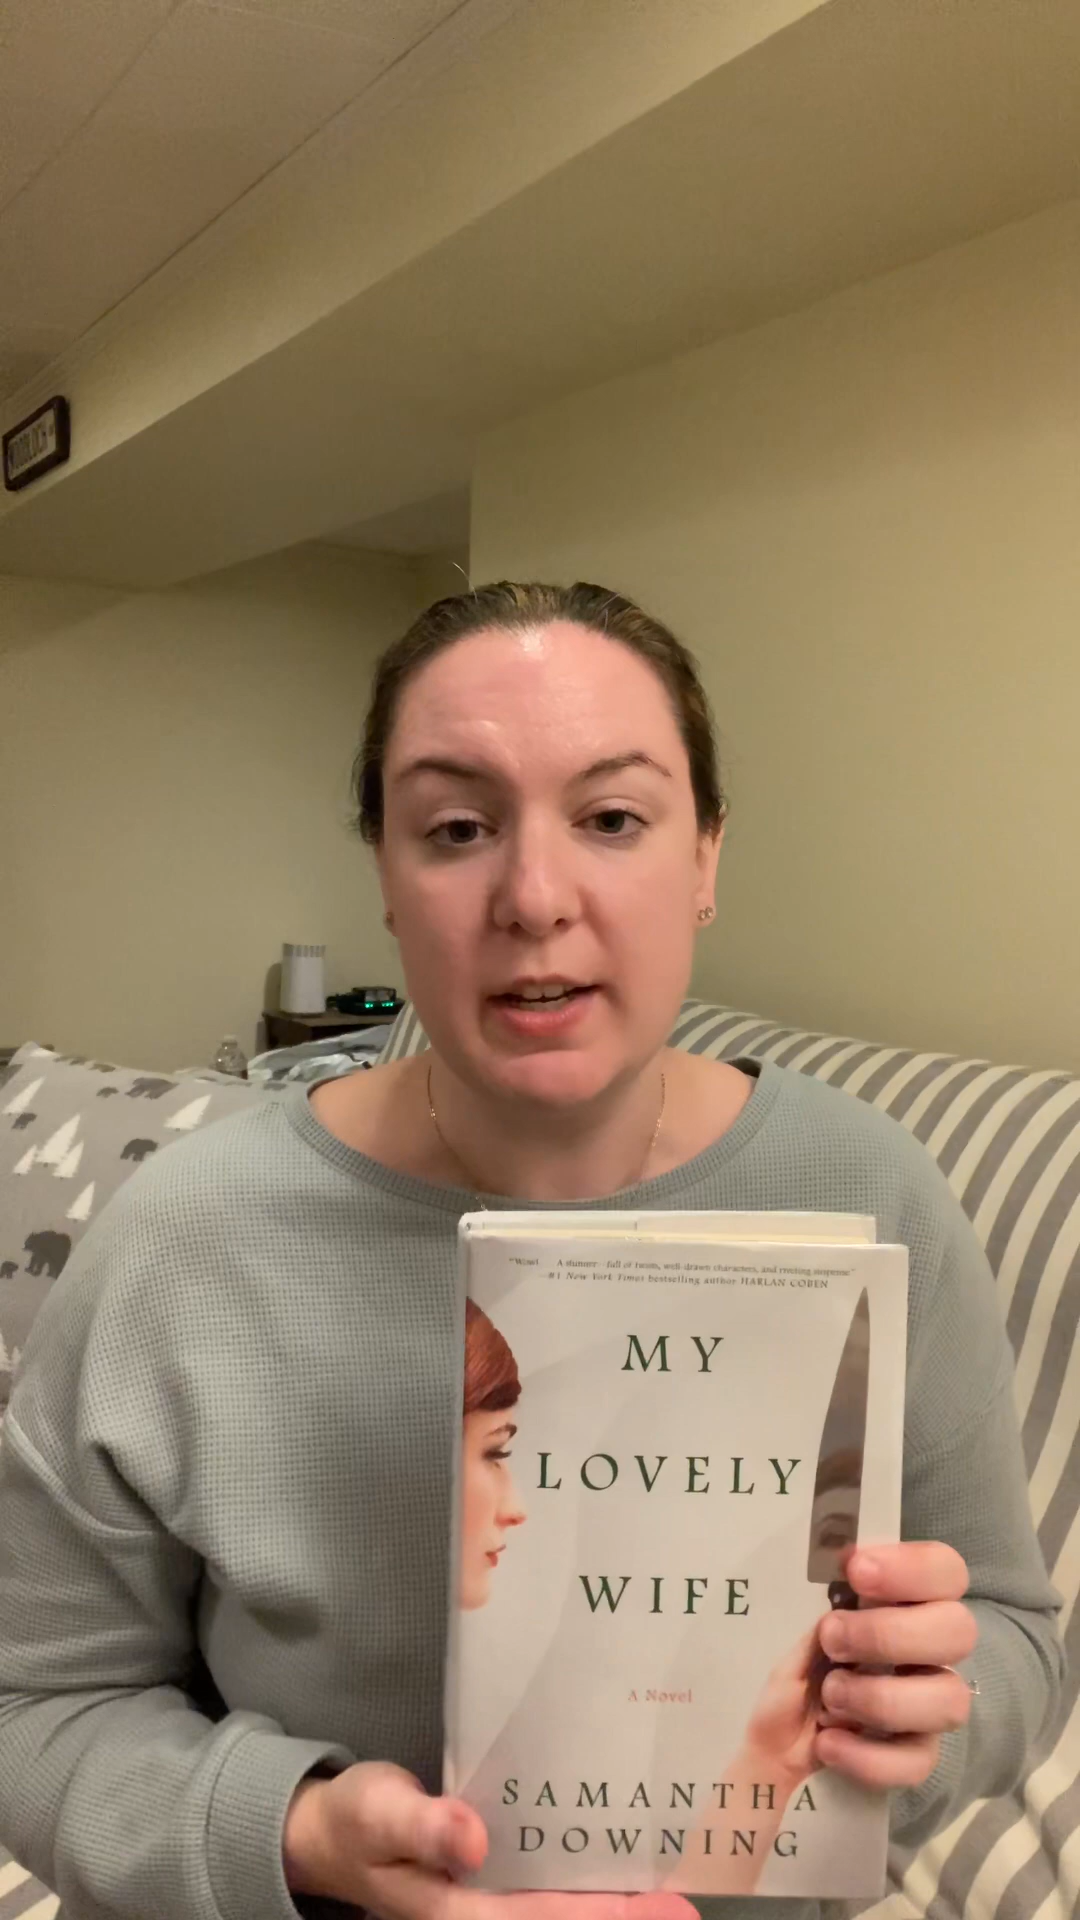 WOODLOCH
"Wow! . . . A stunner—full of twists, well-drawn characters, and riveting suspense."
—#1 New York Times bestselling author HARLAN COBEN
MY
LOVELY
WIFE
A Novel
SAMANTHA
DOWNING